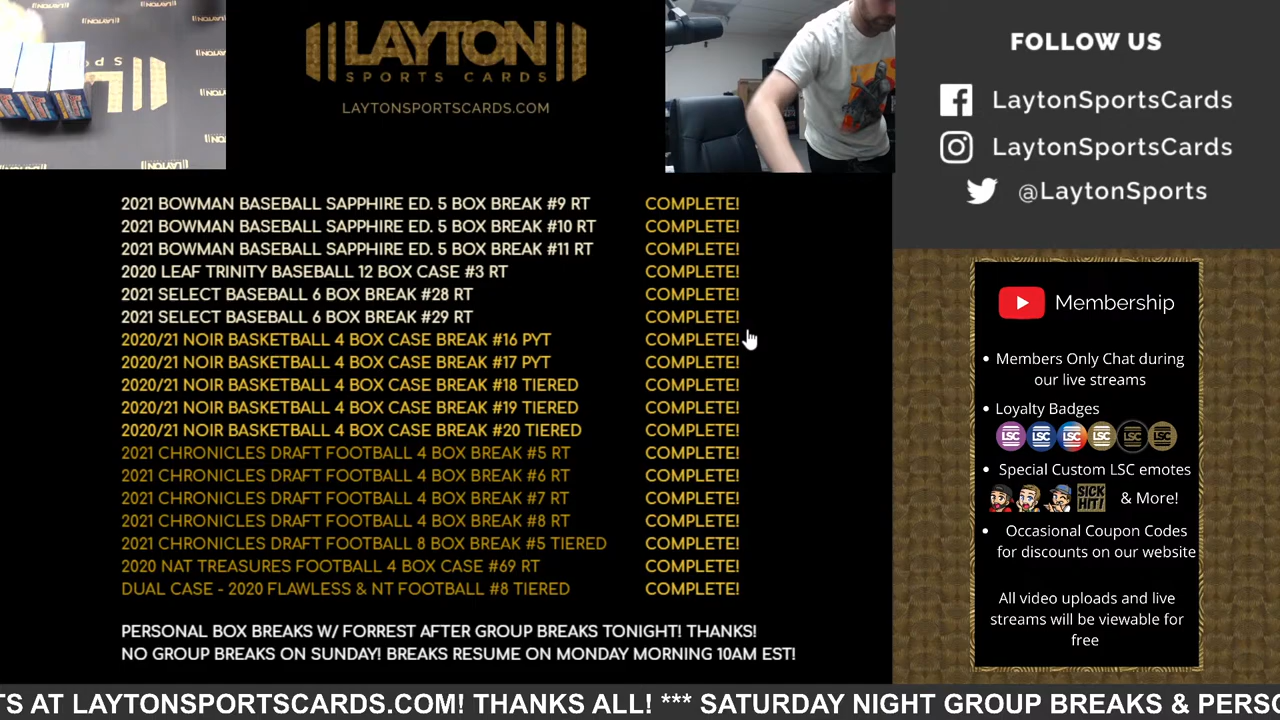 LAYTON
SPORTS CARDS
LAYTONSPORTSCARDS.COM
FOLLOW US
LaytonSportsCards
LaytonSportsCards
@LaytonSports
2021 BOWMAN BASEBALL SAPPHIRE ED. 5 BOX BREAK #9 RT COMPLETE!
2021 BOWMAN BASEBALL SAPPHIRE ED. 5 BOX BREAK #10 RT COMPLETE!
2021 BOWMAN BASEBALL SAPPHIRE ED. 5 BOX BREAK #11 RT COMPLETE!
2020 LEAF TRINITY BASEBALL 12 BOX CASE #3 RT COMPLETE!
2021 SELECT BASEBALL 6 BOX BREAK #28 RT COMPLETE!
2021 SELECT BASEBALL 6 BOX BREAK #29 RT COMPLETE!
2020/21 NOIR BASKETBALL 4 BOX CASE BREAK #16 PYT COMPLETE!
2020/21 NOIR BASKETBALL 4 BOX CASE BREAK #17 PYT COMPLETE!
2020/21 NOIR BASKETBALL 4 BOX CASE BREAK #18 TIERED COMPLETE!
2020/21 NOIR BASKETBALL 4 BOX CASE BREAK #19 TIERED COMPLETE!
2020/21 NOIR BASKETBALL 4 BOX CASE BREAK #20 TIERED COMPLETE!
2021 CHRONICLES DRAFT FOOTBALL 4 BOX BREAK #5 RT COMPLETE!
2021 CHRONICLES DRAFT FOOTBALL 4 BOX BREAK #6 RT COMPLETE!
2021 CHRONICLES DRAFT FOOTBALL 4 BOX BREAK #7 RT COMPLETE!
2021 CHRONICLES DRAFT FOOTBALL 4 BOX BREAK #8 RT COMPLETE!
2021 CHRONICLES DRAFT FOOTBALL 8 BOX BREAK #5 TIERED COMPLETE!
2020 NAT TREASURES FOOTBALL 4 BOX CASE #69 RT COMPLETE!
DUAL CASE - 2020 FLAWLESS & NT FOOTBALL #8 TIERED COMPLETE!
PERSONAL BOX BREAKS W/ FORREST AFTER GROUP BREAKS TONIGHT! THANKS!
NO GROUP BREAKS ON SUNDAY! BREAKS RESUME ON MONDAY MORNING 10AM EST!
Membership
• Members Only Chat during
our live streams
• Loyalty Badges
LSC LSC LSC LSC LSC LSC
• Special Custom LSC emotes
SICK HIT! & More!
• Occasional Coupon Codes
for discounts on our website
All video uploads and live
streams will be viewable for
free
TS AT LAYTONSPORTSCARDS.COM! THANKS ALL! *** SATURDAY NIGHT GROUP BREAKS & PERSO